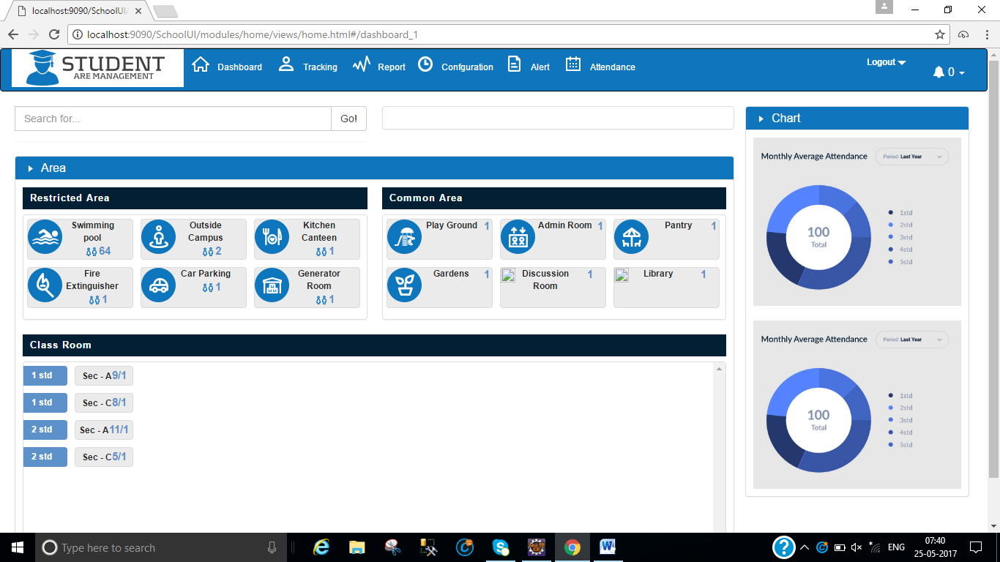 localhost:9090/SchoolUI/
localhost:9090/SchoolUI/modules/home/views/home.html#/dashboard_1
STUDENT
ARE MANAGEMENT
Dashboard
Tracking
Report
Confguration
Alert
Attendance
Logout
0
Search for...
Go!
Chart
Monthly Average Attendance
Period: Last Year
100
Total
1std
2std
3std
4std
5std
Monthly Average Attendance
Period: Last Year
100
Total
1std
2std
3std
4std
5std
Area
Restricted Area
Swimming
pool
64
Outside
Campus
2
Kitchen
Canteen
1
Fire
Extinguisher
1
Car Parking
1
Generator
Room
1
Common Area
Play Ground 1
Admin Room 1
Pantry 1
Gardens 1
Discussion 1
Room
Library 1
Class Room
1 std Sec - A9/1
1 std Sec - C8/1
2 std Sec - A11/1
2 std Sec - C5/1
Type here to search
ENG
07:40
25-05-2017